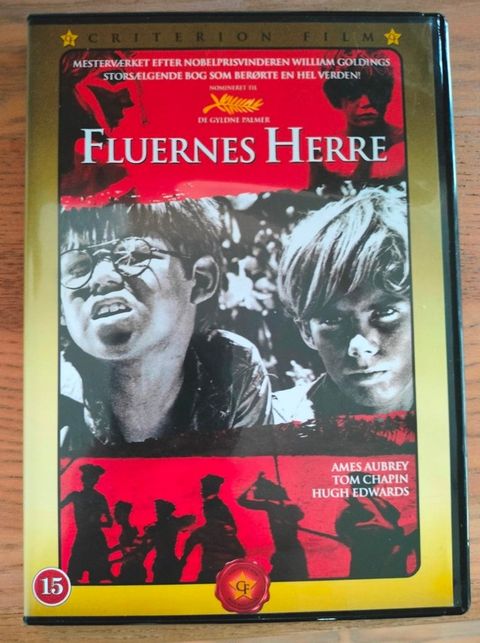 CRITERION FILM
MESTERVÆRKET EFTER NOBELPRISVINDEREN WILLIAM GOLDINGS
STORSÆLGENDE BOG SOM BERØRTE EN HEL VERDEN!
NOMINERET TIL
DE GYLDNE PALMER
FLUERNES HERRE
AMES AUBREY
TOM CHAPIN
HUGH EDWARDS
15
CF